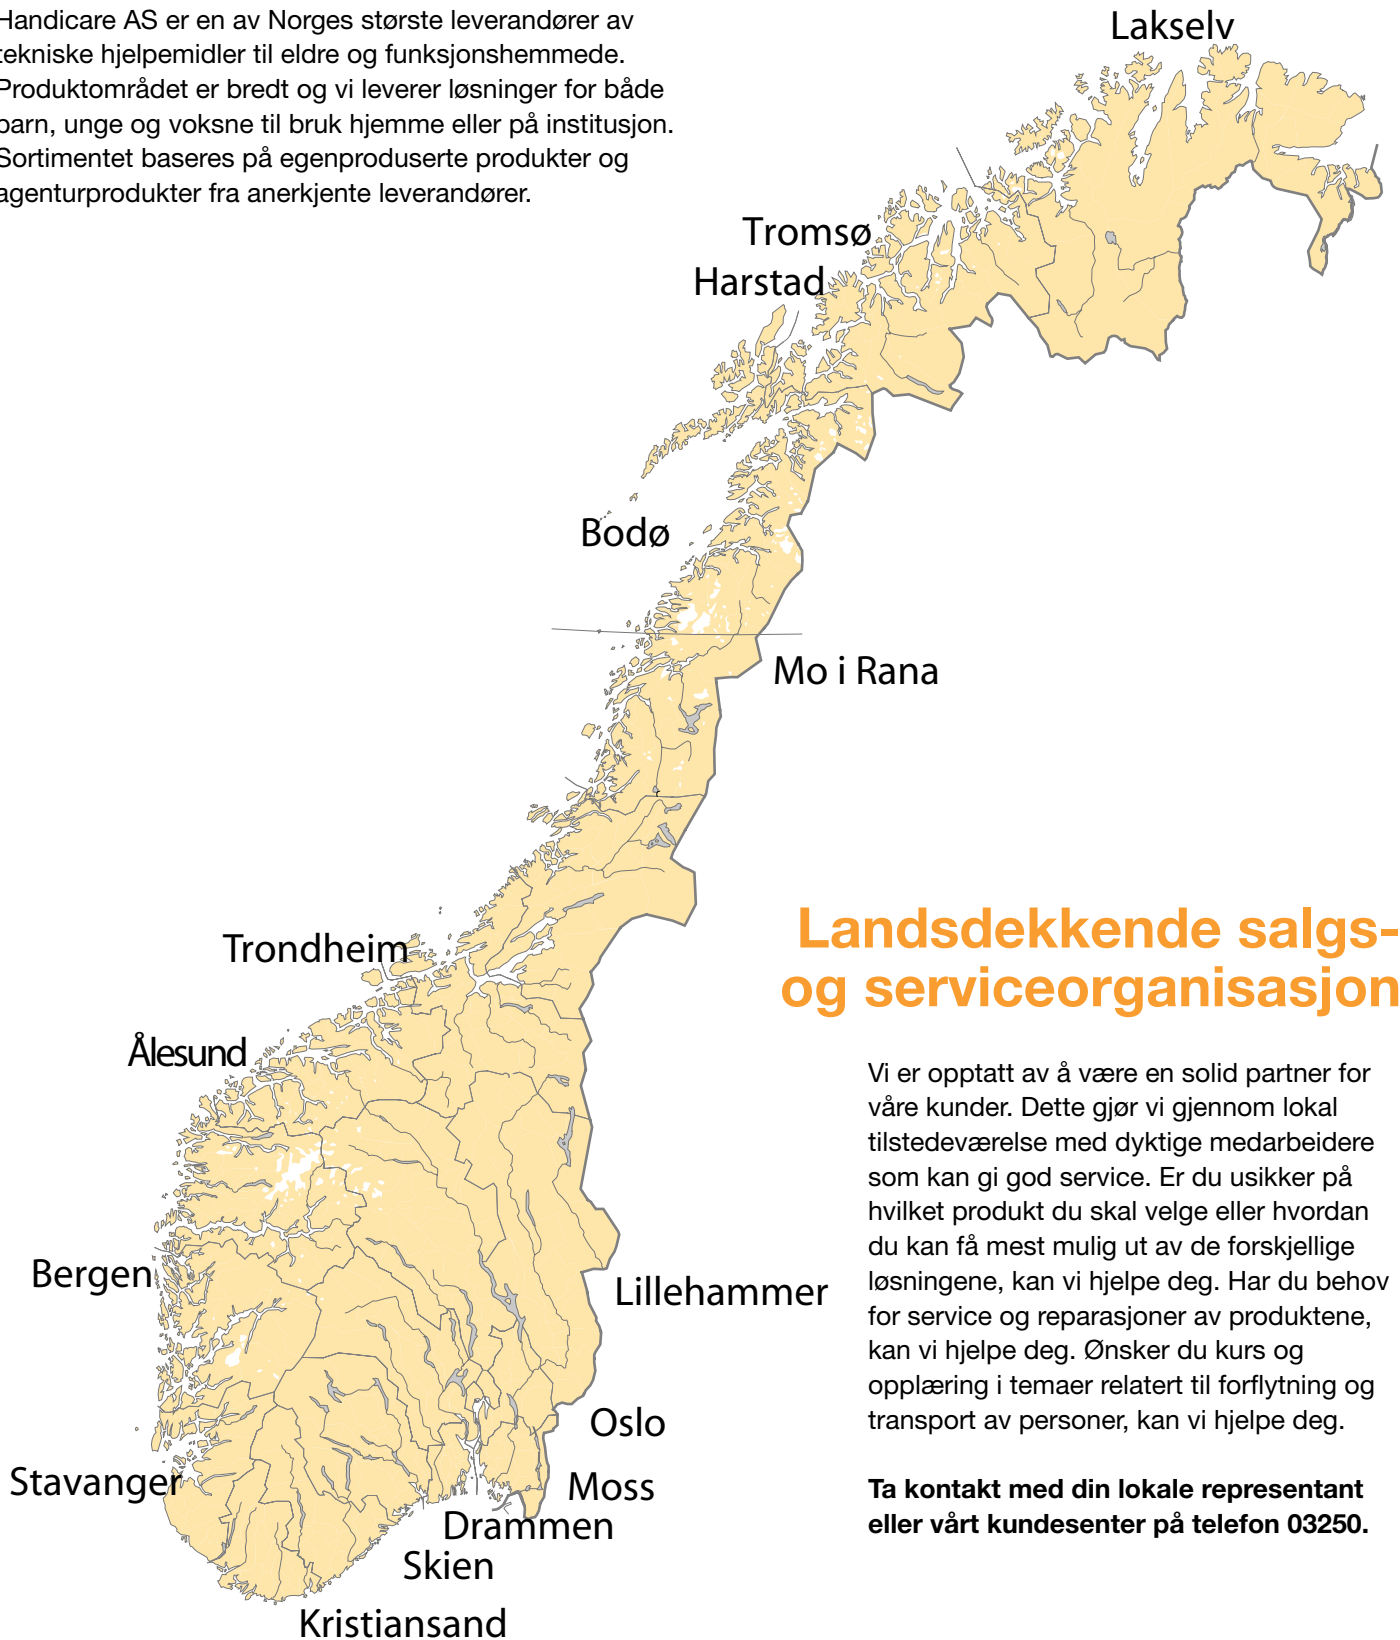 Handicare AS er en av Norges største leverandører av
tekniske hjelpemidler til eldre og funksjonshemmede.
Produktområdet er bredt og vi leverer løsninger for både
barn, unge og voksne til bruk hjemme eller på institusjon.
Sortimentet baseres på egenproduserte produkter og
agenturprodukter fra anerkjente leverandører.
Lakselv
Tromsø
Harstad
Bodø
Mo i Rana
Trondheim
Ålesund
Bergen
Lillehammer
Oslo
Stavanger
Moss
Drammen
Skien
Kristiansand
Landsdekkende salgs-
og serviceorganisasjon
Vi er opptatt av å være en solid partner for
våre kunder. Dette gjør vi gjennom lokal
tilstedeværelse med dyktige medarbeidere
som kan gi god service. Er du usikker på
hvilket produkt du skal velge eller hvordan
du kan få mest mulig ut av de forskjellige
løsningene, kan vi hjelpe deg. Har du behov
for service og reparasjoner av produktene,
kan vi hjelpe deg. Ønsker du kurs og
opplæring i temaer relatert til forflytning og
transport av personer, kan vi hjelpe deg.
Ta kontakt med din lokale representant
eller vårt kundesenter på telefon 03250.